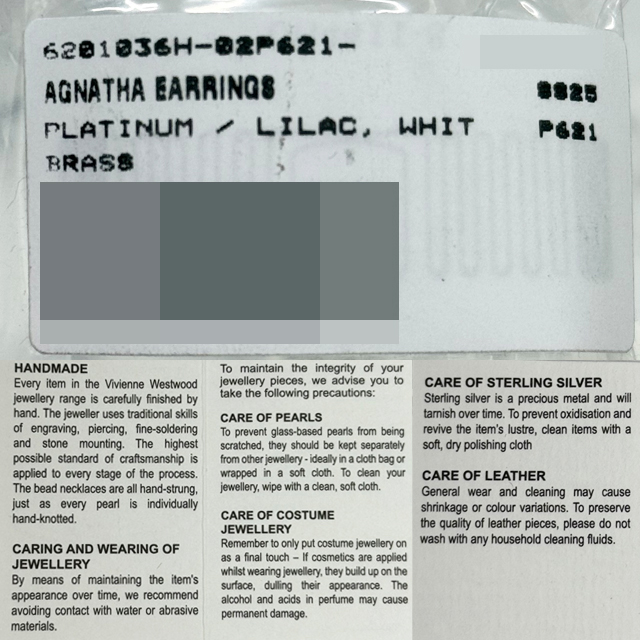 6201036H-02P621-
AGNATHA EARRINGS SS25
PLATINUM / LILAC, WHIT P621
BRASS
HANDMADE
Every item in the Vivienne Westwood
jewellery range is carefully finished by
hand. The jeweller uses traditional skills
of engraving, piercing, fine-soldering
and stone mounting. The highest
possible standard of craftsmanship is
applied to every stage of the process.
The bead necklaces are all hand-strung,
just as every pearl is individually
hand-knotted.
CARING AND WEARING OF
JEWELLERY
By means of maintaining the item's
appearance over time, we recommend
avoiding contact with water or abrasive
materials.
To maintain the integrity of your
jewellery pieces, we advise you to
take the following precautions:
CARE OF PEARLS
To prevent glass-based pearls from being
scratched, they should be kept separately
from other jewellery - ideally in a cloth bag or
wrapped in a soft cloth. To clean your
jewellery, wipe with a clean, soft cloth.
CARE OF COSTUME
JEWELLERY
Remember to only put costume jewellery on
as a final touch – If cosmetics are applied
whilst wearing jewellery, they build up on the
surface, dulling their appearance. The
alcohol and acids in perfume may cause
permanent damage.
CARE OF STERLING SILVER
Sterling silver is a precious metal and will
tarnish over time. To prevent oxidisation and
revive the item's lustre, clean items with a
soft, dry polishing cloth
CARE OF LEATHER
General wear and cleaning may cause
shrinkage or colour variations. To preserve
the quality of leather pieces, please do not
wash with any household cleaning fluids.